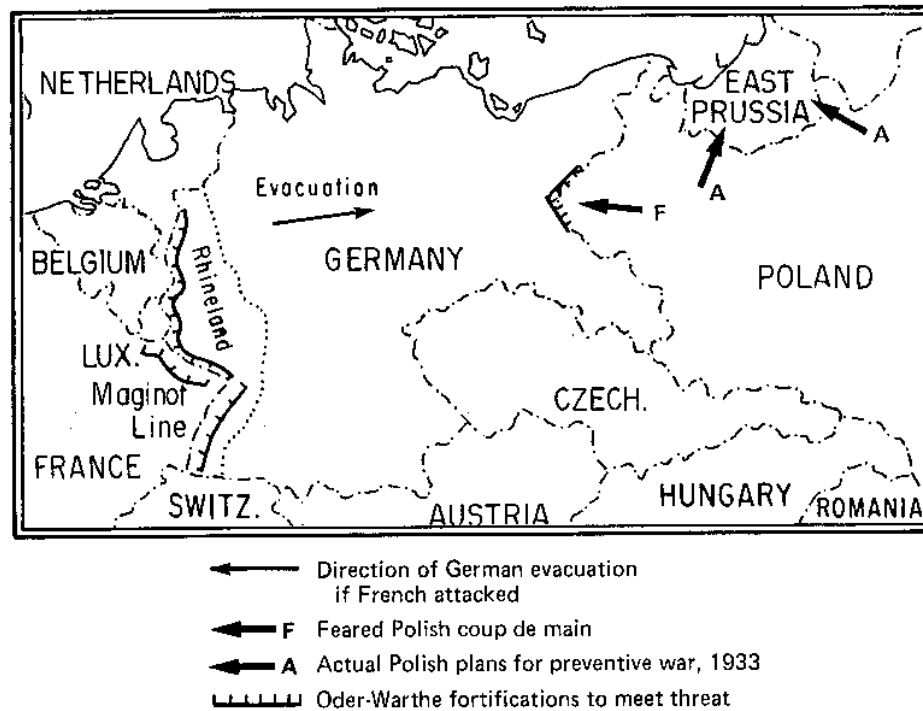 NETHERLANDS
EAST
PRUSSIA
A
A
Evacuation
F
BELGIUM
Rhineland
GERMANY
POLAND
LUX.
Maginot
Line
CZECH.
FRANCE
SWITZ.
AUSTRIA
HUNGARY
ROMANIA
Direction of German evacuation
if French attacked
F Feared Polish coup de main
A Actual Polish plans for preventive war, 1933
Oder-Warthe fortifications to meet threat